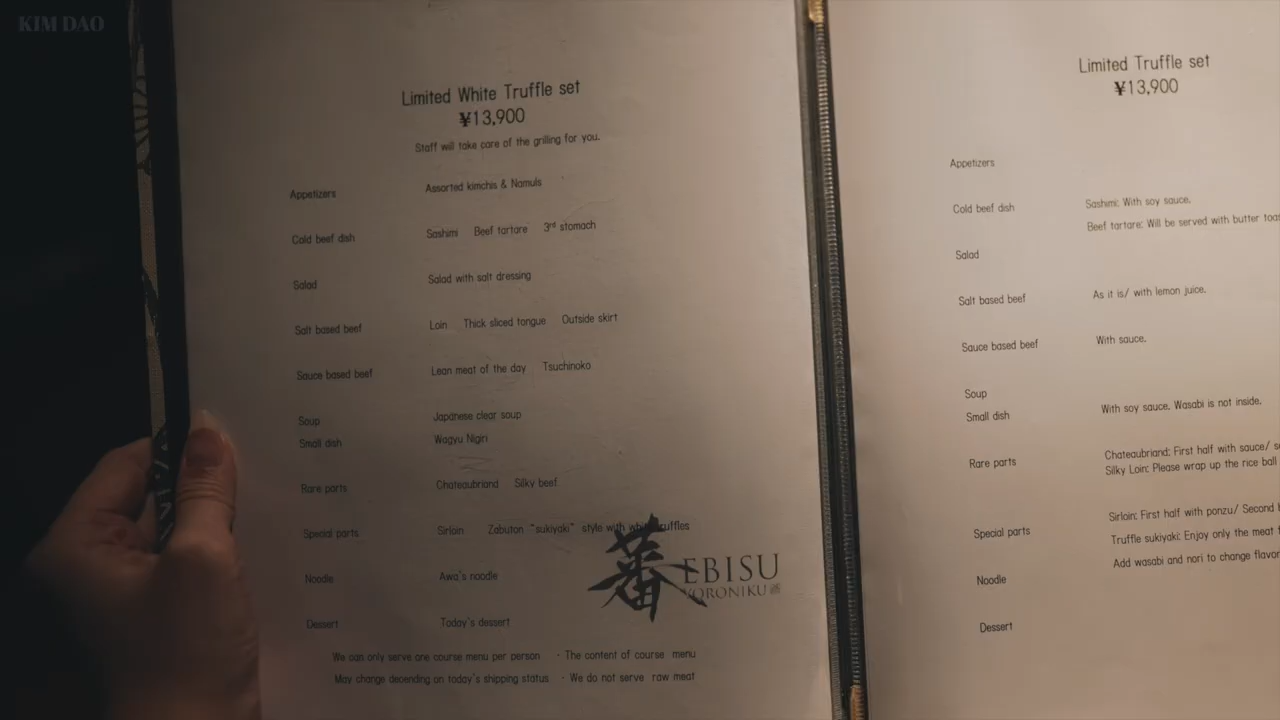 KIM DAO
Limited White Truffle set
¥13,900
Staff will take care of the grilling for you.
Appetizers Assorted kimchis & Namuls
Cold beef dish Sashimi Beef tartare 3rd stomach
Salad Salad with salt dressing
Salt based beef Loin Thick sliced tongue Outside skirt
Sauce based beef Lean meat of the day Tsuchinoko
Soup Japanese clear soup
Small dish Wagyu Nigiri
Rare parts Chateaubriand Silky beef
Special parts Sirloin Zabuton "sukiyaki" style with white truffles
Noodle Awa's noodle
Dessert Today's dessert
蕃 EBISU
YORONIKU
We can only serve one course menu per person ・The content of course menu
May change depending on today's shipping status ・We do not serve raw meat
Limited Truffle set
¥13,900
Appetizers
Cold beef dish Sashimi: With soy sauce.
Beef tartare: Will be served with butter
Salad
Salt based beef As it is/ with lemon juice.
Sauce based beef With sauce.
Soup
Small dish With soy sauce. Wasabi is not inside.
Rare parts Chateaubriand: First half with sauce/
Silky Loin: Please wrap up the rice ball
Special parts Sirloin: First half with ponzu/ Second
Truffle sukiyaki: Enjoy only the meat
Add wasabi and nori to change flavor
Noodle
Dessert